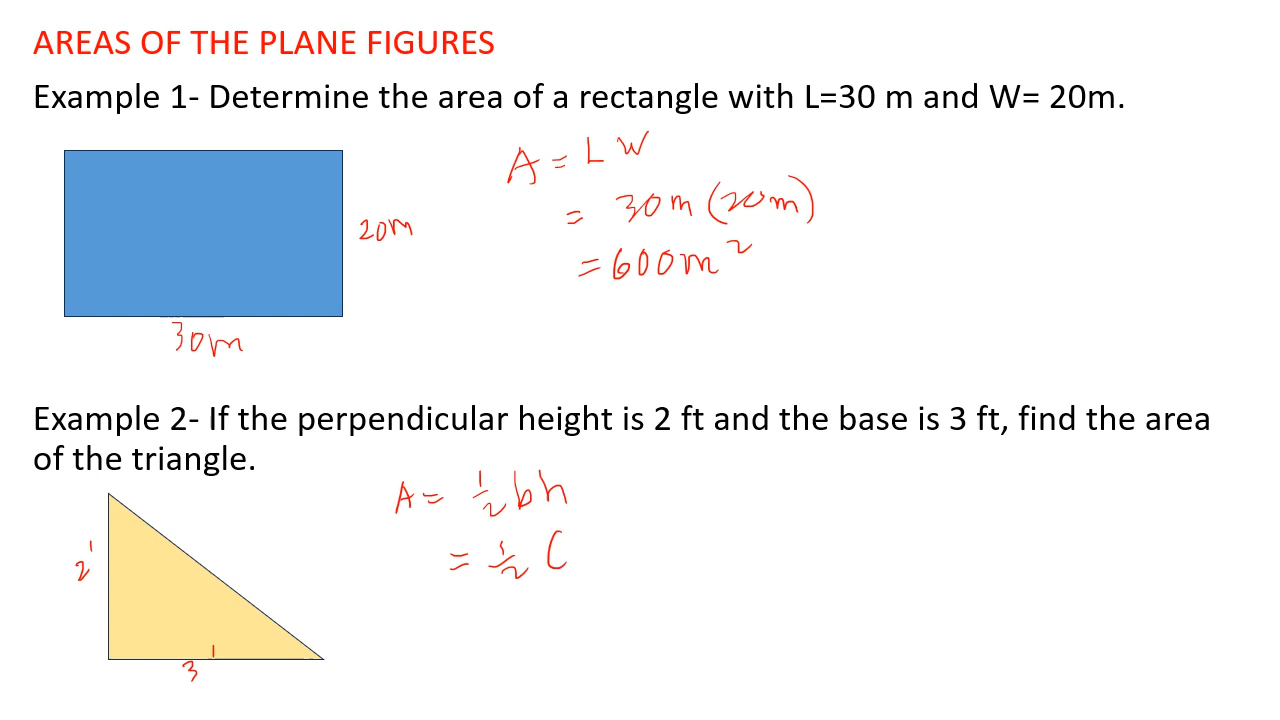 AREAS OF THE PLANE FIGURES
Example 1- Determine the area of a rectangle with L=30 m and W= 20m.
A = L W
= 30m (20m)
= 600m²
20m
30m
Example 2- If the perpendicular height is 2 ft and the base is 3 ft, find the area
of the triangle.
A = 1/2 bh
= 1/2 (
2'
3'